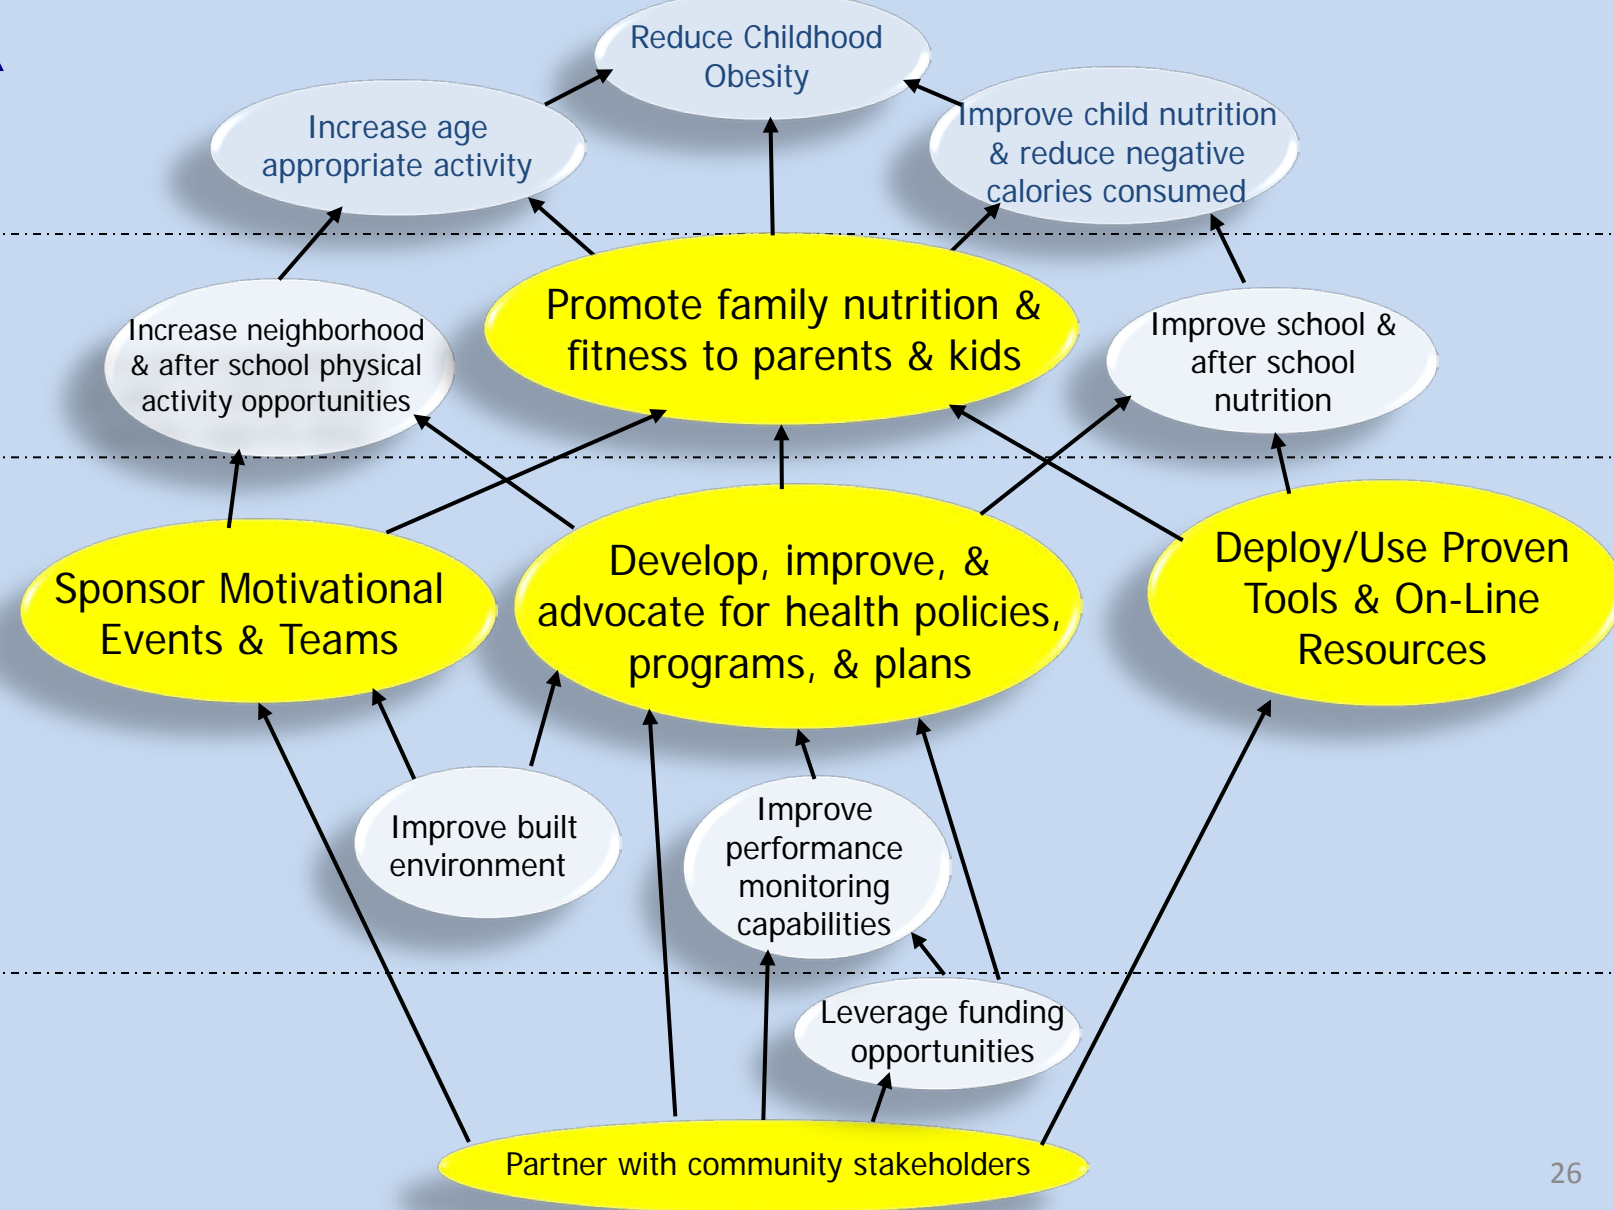 Reduce Childhood
Obesity
Increase age
appropriate activity
Improve child nutrition
& reduce negative
calories consumed
Increase neighborhood
& after school physical
activity opportunities
Promote family nutrition &
fitness to parents & kids
Improve school &
after school
nutrition
Sponsor Motivational
Events & Teams
Develop, improve, &
advocate for health policies,
programs, & plans
Deploy/Use Proven
Tools & On-Line
Resources
Improve built
environment
Improve
performance
monitoring
capabilities
Leverage funding
opportunities
Partner with community stakeholders
26